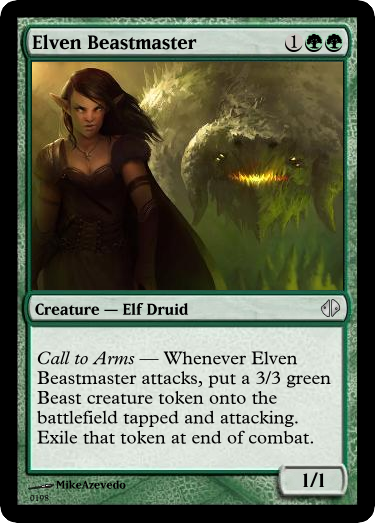 Elven Beastmaster 1
Creature — Elf Druid
Call to Arms — Whenever Elven
Beastmaster attacks, put a 3/3 green
Beast creature token onto the
battlefield tapped and attacking.
Exile that token at end of combat.
1/1
MikeAzevedo
0198